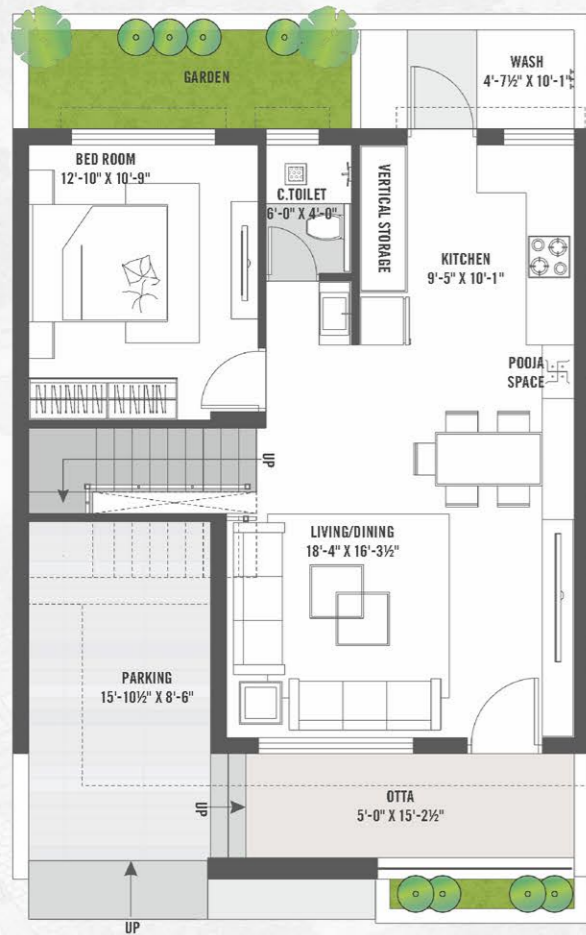 WASH
4'-7½" X 10'-1"
GARDEN
BED ROOM
12'-10" X 10'-9"
C.TOILET
6'-0" X 4'-0"
VERTICAL STORAGE
KITCHEN
9'-5" X 10'-1"
POOJA
SPACE
UP
LIVING/DINING
18'-4" X 16'-3½"
PARKING
15'-10½" X 8'-6"
UP
OTTA
5'-0" X 15'-2½"
UP